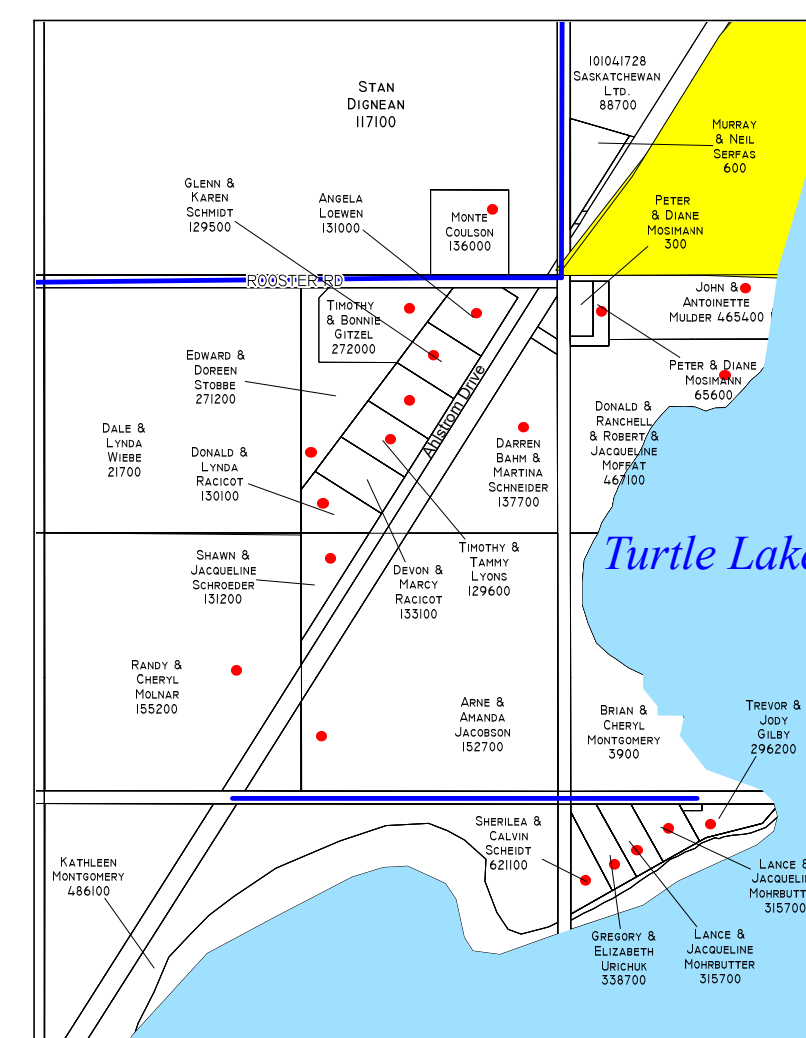 101041728
Saskatchewan
Ltd.
88700
Stan
Dignean
117100
Murray
& Neil
Serfas
600
Glenn &
Karen
Schmidt
129500
Angela
Loewen
131000
Monte
Coulson
136000
Peter
& Diane
Mosimann
300
ROOSTER RD
John &
Antoinette
Mulder 465400
Timothy
& Bonnie
Gitzel
272000
Edward &
Doreen
Stobbe
271200
Peter & Diane
Mosimann
65600
Ahlstrom Drive
Donald &
Ranchell
& Robert &
Jacqueline
Moffat
467100
Dale &
Lynda
Wiebe
21700
Donald &
Lynda
Racicot
130100
Darren
Bahm &
Martina
Schneider
137700
Turtle Lake
Shawn &
Jacqueline
Schroeder
131200
Devon &
Marcy
Racicot
133100
Timothy &
Tammy
Lyons
129600
Randy &
Cheryl
Molnar
155200
Arne &
Amanda
Jacobson
152700
Brian &
Cheryl
Montgomery
3900
Trevor &
Jody
Gilby
296200
Sherilea &
Calvin
Scheidt
621100
Kathleen
Montgomery
486100
Lance &
Jacqueli
Mohrbutt
315700
Gregory &
Elizabeth
Urichuk
338700
Lance &
Jacqueline
Mohrbutter
315700